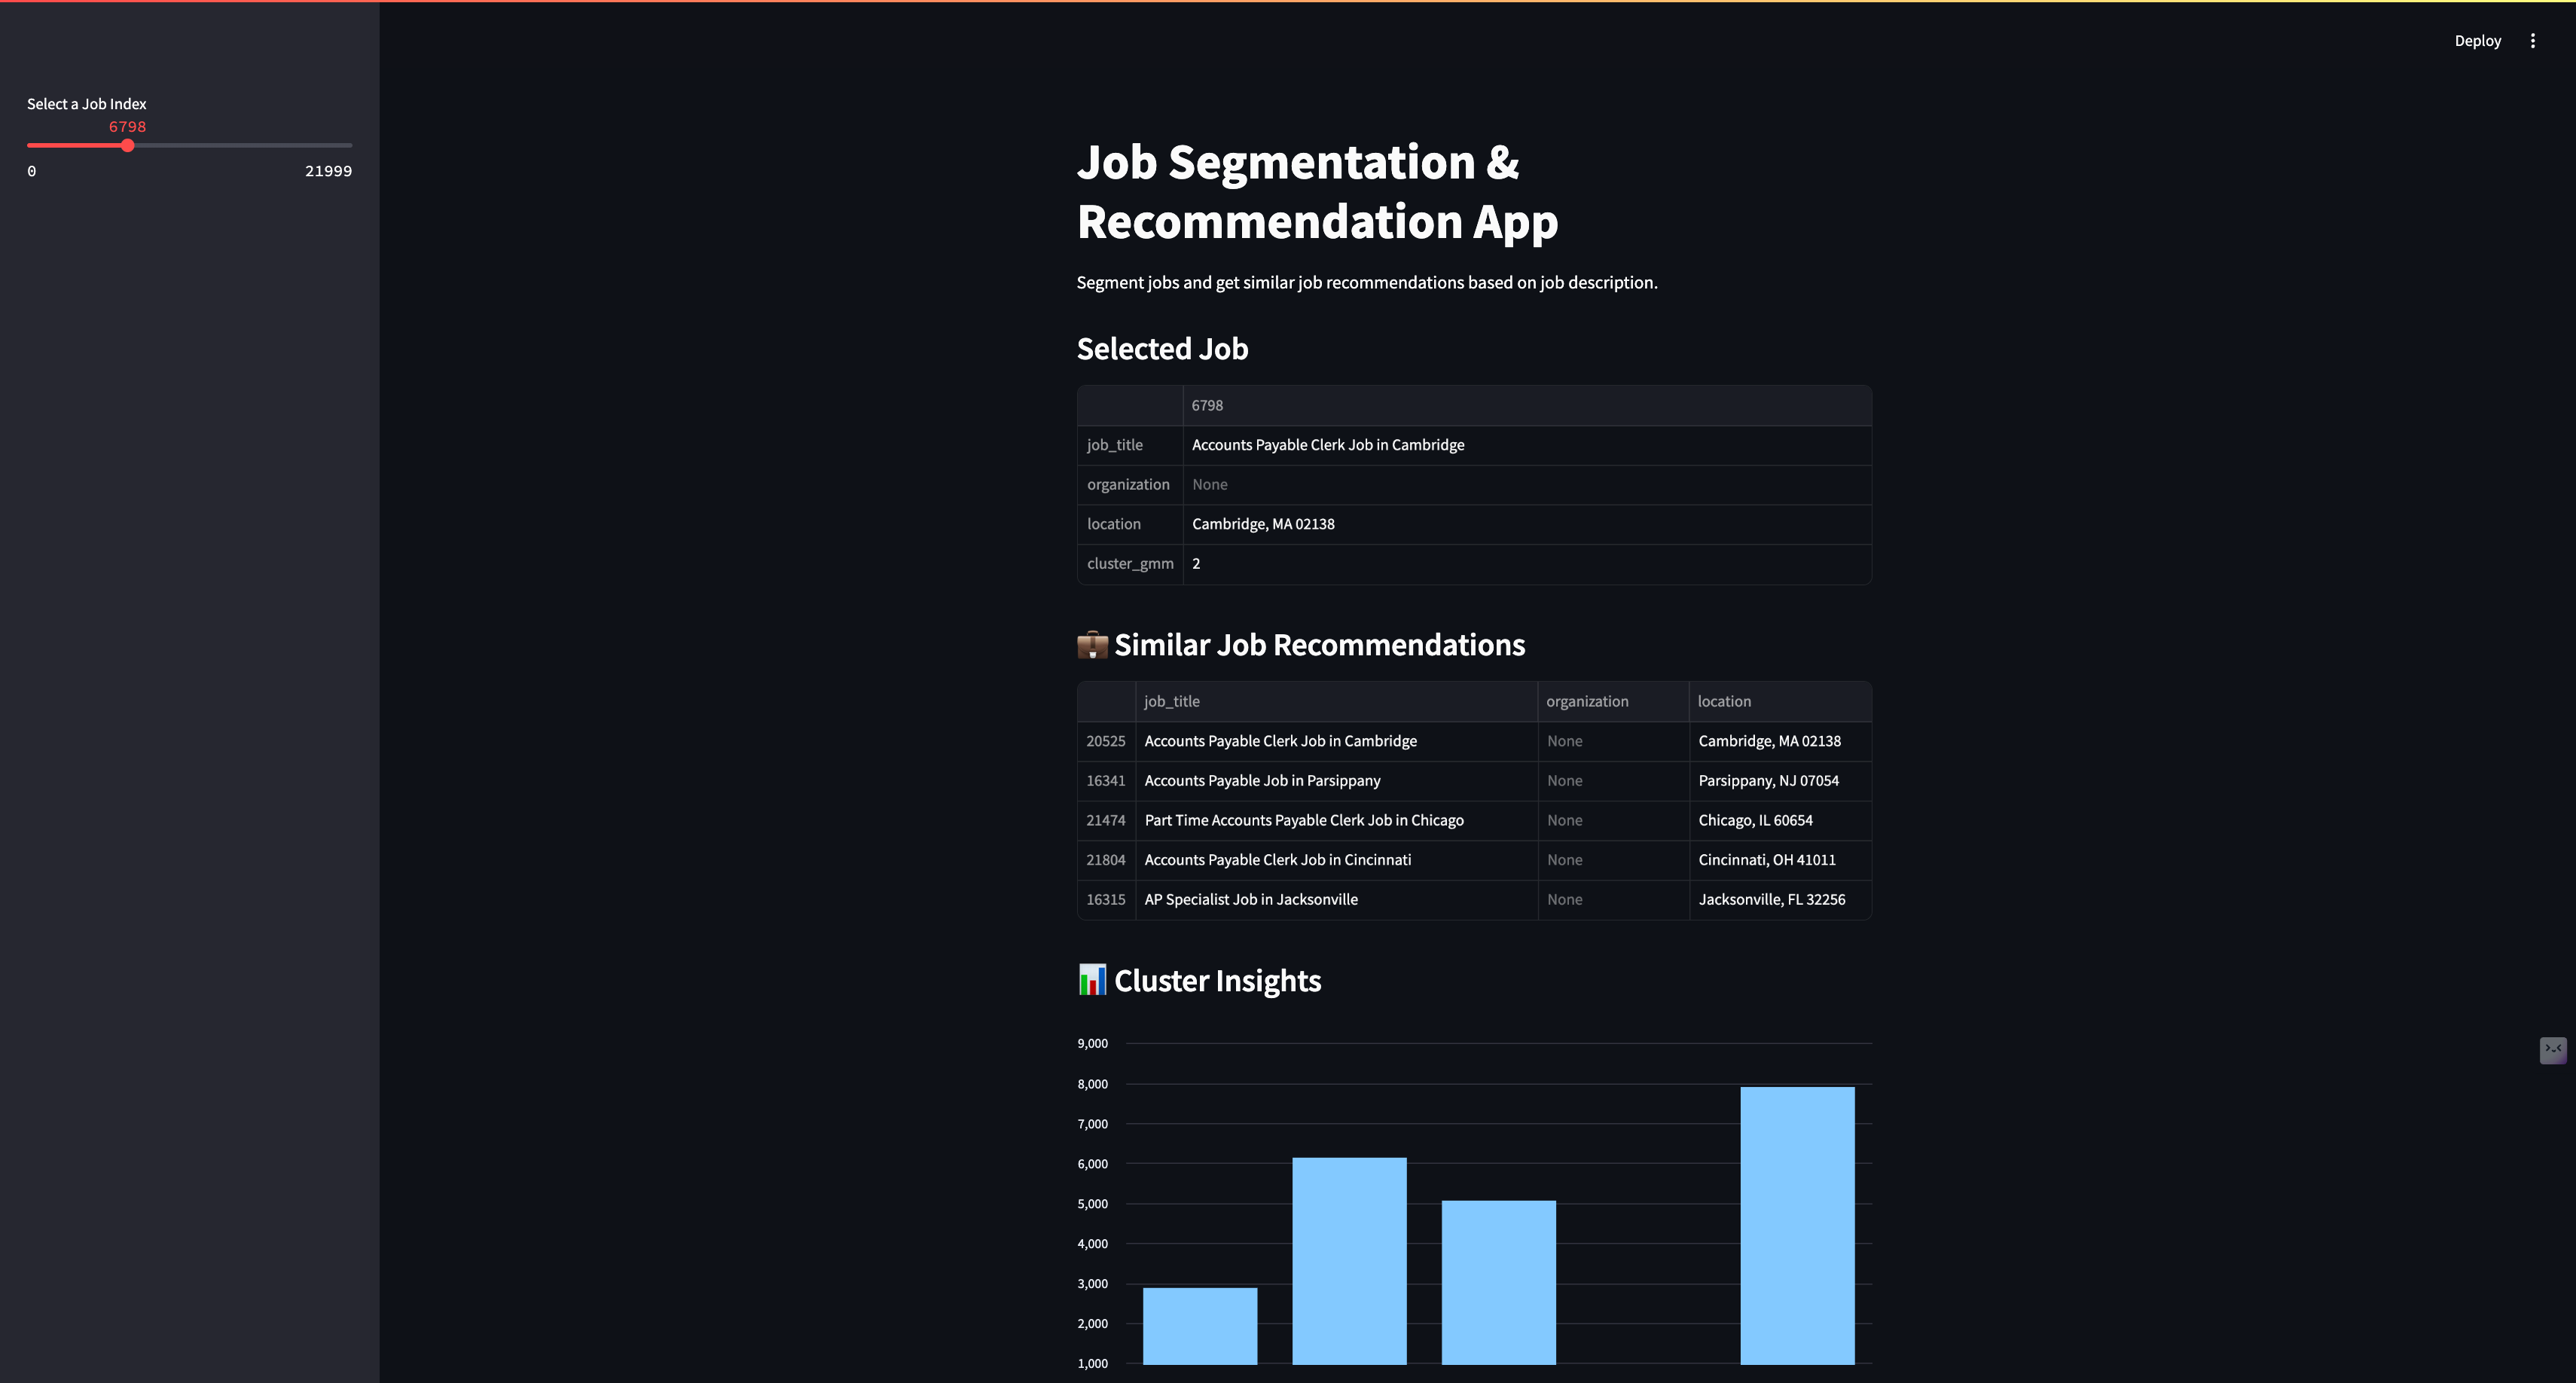 Deploy
Select a Job Index
6798
0 21999
Job Segmentation &
Recommendation App
Segment jobs and get similar job recommendations based on job description.
Selected Job
6798
job_title Accounts Payable Clerk Job in Cambridge
organization None
location Cambridge, MA 02138
cluster_gmm 2
Similar Job Recommendations
job_title organization location
20525 Accounts Payable Clerk Job in Cambridge None Cambridge, MA 02138
16341 Accounts Payable Job in Parsippany None Parsippany, NJ 07054
21474 Part Time Accounts Payable Clerk Job in Chicago None Chicago, IL 60654
21804 Accounts Payable Clerk Job in Cincinnati None Cincinnati, OH 41011
16315 AP Specialist Job in Jacksonville None Jacksonville, FL 32256
Cluster Insights
9,000
8,000
7,000
6,000
5,000
4,000
3,000
2,000
1,000